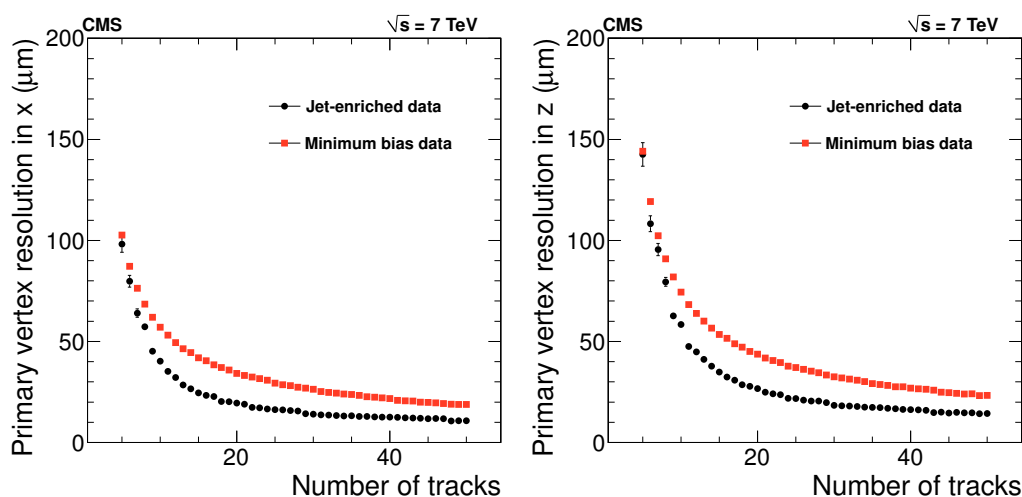 CMS
√s = 7 TeV
Primary vertex resolution in x (μm)
200
150
100
50
0
Jet-enriched data
Minimum bias data
20
40
Number of tracks
CMS
√s = 7 TeV
Primary vertex resolution in z (μm)
200
150
100
50
0
Jet-enriched data
Minimum bias data
20
40
Number of tracks